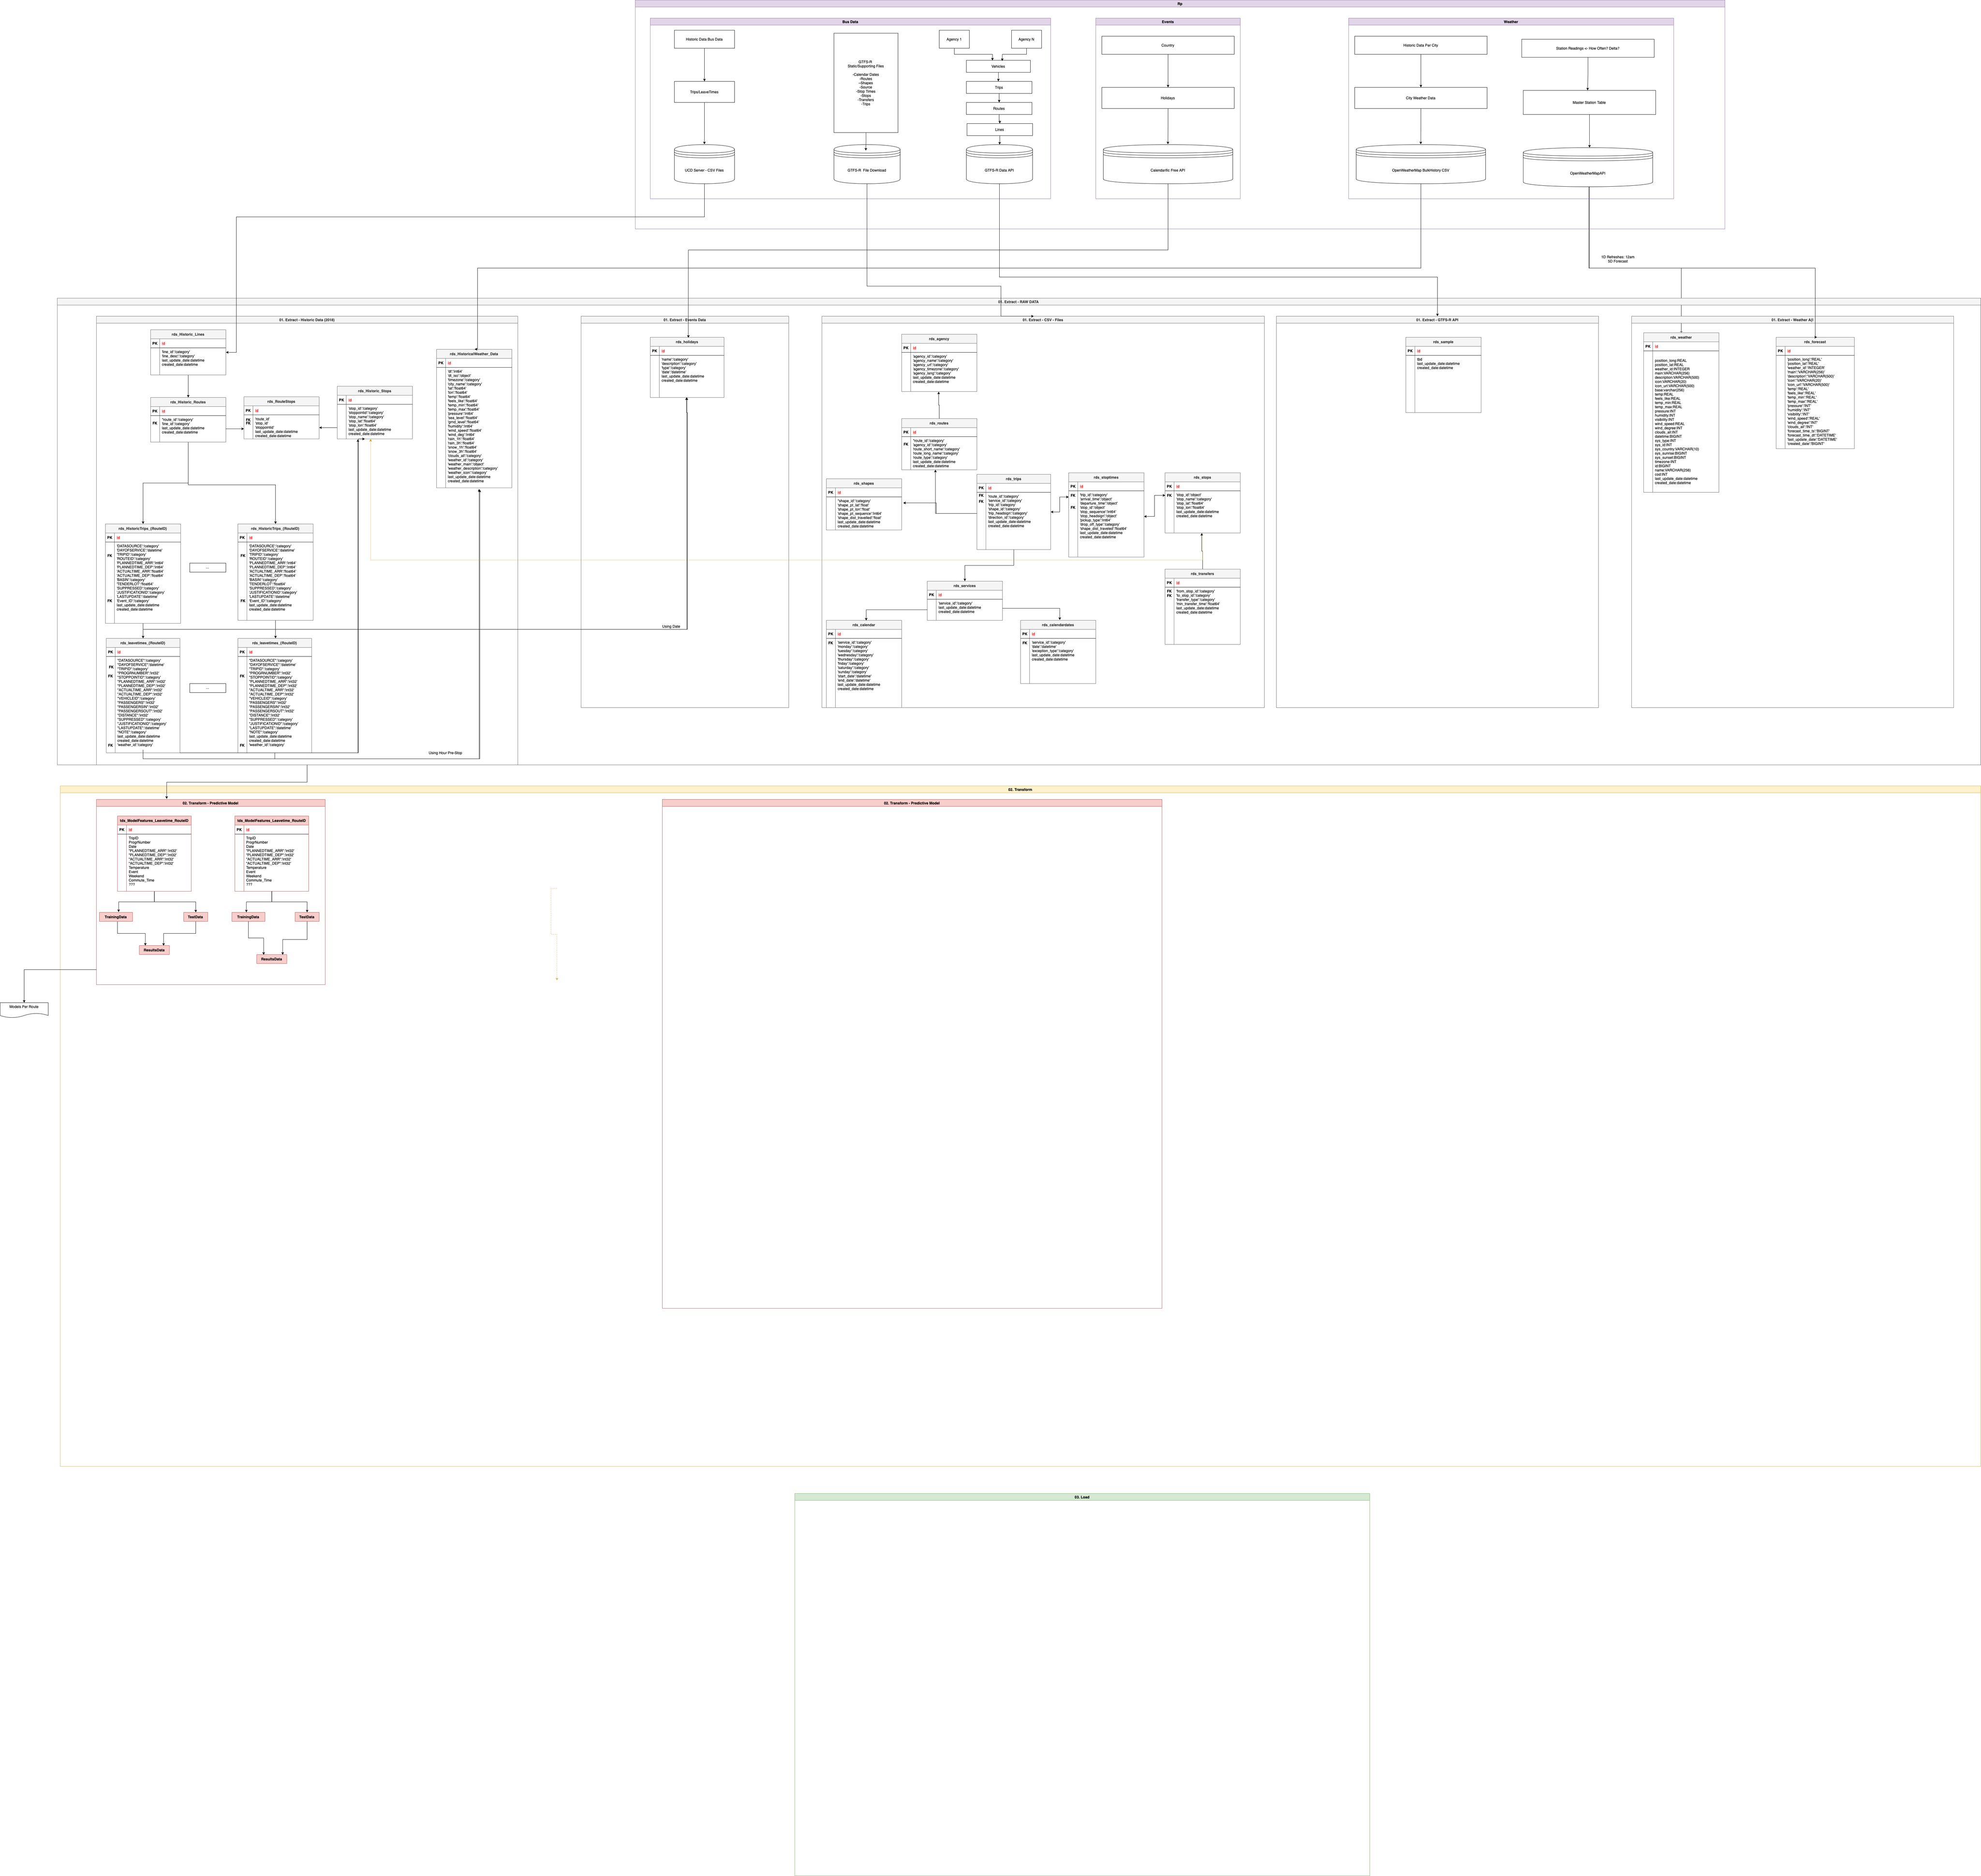 Bus Data
Events
Weather
Historic Data Bus Data
Trips/LeaveTimes
UCD Server - CSV Files
GTFS-R
Static/Supporting Files
-Calendar Dates
-Routes
-Shapes
-Source
-Stop Times
-Stops
-Transfers
-Trips
GTFS-R File Download
Agency 1
Agency N
Vehicles
Trips
Routes
Lines
GTFS-R Data API
Country
Holidays
Calendarific Free API
Historic Data Per City
City Weather Data
OpenWeatherMap BulkHistory CSV
Station Readings <- How Often? Delta?
Master Station Table
OpenWeatherMapAPI
1D Refreshes: 12am
5D Forecast
01. Extract - RAW DATA
01. Extract - Historic Data (2018)
rds_Historic_Lines
PK id
'line_id':'category'
'line_desc':'category'
last_update_date:datetime
created_date:datetime
rds_Historic_Routes
PK id
FK
'route_id':'category'
'line_id':'category'
last_update_date:datetime
created_date:datetime
rds_RouteStops
PK id
FK
FK
'route_id'
'stop_id'
'stoppointid'
last_update_date:datetime
created_date:datetime
rds_Historic_Stops
PK id
'stop_id':'category'
'stoppointid':'category'
'stop_name':'category'
'stop_lat':'float64'
'stop_lon':'float64'
last_update_date:datetime
created_date:datetime
rds_HistoricalWeather_Data
PK id
'dt':'int64'
'dt_iso':'object'
'timezone':'category'
'city_name':'category'
'lat':'float64'
'lon':'float64'
'temp':'float64'
'feels_like':'float64'
'temp_min':'float64'
'temp_max':'float64'
'pressure':'int64'
'sea_level':'float64'
'grnd_level':'float64'
'humidity':'int64'
'wind_speed':'float64'
'wind_deg':'int64'
'rain_1h':'float64'
'rain_3h':'float64'
'snow_1h':'float64'
'snow_3h':'float64'
'clouds_all':'category'
'weather_id':'category'
'weather_main':'object'
'weather_description':'category'
'weather_icon':'category'
last_update_date:datetime
created_date:datetime
rds_HistoricTrips_{RouteID}
PK id
FK
FK
'DATASOURCE':'category'
'DAYOFSERVICE':'datetime'
'TRIPID':'category'
'ROUTEID':'category'
'PLANNEDTIME_ARR':'int64'
'PLANNEDTIME_DEP':'int64'
'ACTUALTIME_ARR':'float64'
'ACTUALTIME_DEP':'float64'
'BASIN':'category'
'TENDERLOT':'float64'
'SUPPRESSED':'category'
'JUSTIFICATIONID':'category'
'LASTUPDATE':'datetime'
'Event_ID':'category'
last_update_date:datetime
created_date:datetime
...
rds_HistoricTrips_{RouteID}
PK id
FK
FK
'DATASOURCE':'category'
'DAYOFSERVICE':'datetime'
'TRIPID':'category'
'ROUTEID':'category'
'PLANNEDTIME_ARR':'int64'
'PLANNEDTIME_DEP':'int64'
'ACTUALTIME_ARR':'float64'
'ACTUALTIME_DEP':'float64'
'BASIN':'category'
'TENDERLOT':'float64'
'SUPPRESSED':'category'
'JUSTIFICATIONID':'category'
'LASTUPDATE':'datetime'
'Event_ID':'category'
last_update_date:datetime
created_date:datetime
Using Date
rds_leavetimes_{RouteID}
PK id
FK
FK
FK
"DATASOURCE":'category'
"DAYOFSERVICE":'datetime'
"TRIPID":'category'
"PROGRNUMBER":'int32'
"STOPPOINTID":'category'
"PLANNEDTIME_ARR":'int32'
"PLANNEDTIME_DEP":'int32'
"ACTUALTIME_ARR":'int32'
"ACTUALTIME_DEP":'int32'
"VEHICLEID":'category'
"PASSENGERS":'int32'
"PASSENGERSIN":'int32'
"PASSENGERSOUT":'int32'
"DISTANCE":'int32'
"SUPPRESSED":'category'
"JUSTIFICATIONID":'category'
"LASTUPDATE":'datetime'
"NOTE":'category'
last_update_date:datetime
created_date:datetime
'weather_id':'category'
...
rds_leavetimes_{RouteID}
PK id
"DATASOURCE":'category'
"DAYOFSERVICE":'datetime'
"TRIPID":'category'
"PROGRNUMBER":'int32'
"STOPPOINTID":'category'
"PLANNEDTIME_ARR":'int32'
"PLANNEDTIME_DEP":'int32'
"ACTUALTIME_ARR":'int32'
"ACTUALTIME_DEP":'int32'
"VEHICLEID":'category'
"PASSENGERS":'int32'
"PASSENGERSIN":'int32'
"PASSENGERSOUT":'int32'
"DISTANCE":'int32'
"SUPPRESSED":'category'
"JUSTIFICATIONID":'category'
"LASTUPDATE":'datetime'
"NOTE":'category'
last_update_date:datetime
created_date:datetime
'weather_id':'category'
Using Hour Per-Stop
01. Extract - Events Data
rds_holidays
PK id
'name':'category'
'description':'category'
'type':'category'
'date':'datetime'
last_update_date:datetime
created_date:datetime
01. Extract - CSV - Files
rds_agency
PK id
'agency_id':'category'
'agency_name':'category'
'agency_url':'category'
'agency_timezone':'category'
'agency_lang':'category'
last_update_date:datetime
created_date:datetime
rds_routes
PK id
FK
"route_id":'category'
'agency_id':'category'
'route_short_name':'category'
'route_long_name':'category'
'route_type':'category'
last_update_date:datetime
created_date:datetime
rds_shapes
PK id
"shape_id":'category'
'shape_pt_lat':'float'
'shape_pt_lon':'float'
'shape_pt_sequence':'int64'
'shape_dist_traveled':'float'
last_update_date:datetime
created_date:datetime
rds_trips
PK id
FK
FK
'route_id':'category'
'service_id':'category'
'trip_id':'category'
'shape_id':'category'
'trip_headsign':'category'
'direction_id':'category'
last_update_date:datetime
created_date:datetime
rds_stoptimes
PK id
FK
FK
'trip_id':'category'
'arrival_time':'object'
'departure_time':'object'
'stop_id':'object'
'stop_sequence':'int64'
'stop_headsign':'object'
'pickup_type':'int64'
'drop_off_type':'category'
'shape_dist_traveled':'float64'
last_update_date:datetime
created_date:datetime
rds_stops
PK id
FK
'stop_id':'object'
'stop_name':'category'
'stop_lat':'float64'
'stop_lon':'float64'
last_update_date:datetime
created_date:datetime
rds_transfers
PK id
FK
FK
'from_stop_id':'category'
'to_stop_id':'category'
'transfer_type':'category'
'min_transfer_time':'float64'
last_update_date:datetime
created_date:datetime
rds_services
PK id
'service_id':'category'
last_update_date:datetime
created_date:datetime
rds_calendar
PK id
FK
'service_id':'category'
'monday':'category'
'tuesday':'category'
'wednesday':'category'
'thursday':'category'
'friday':'category'
'saturday':'category'
'sunday':'category'
'start_date':'datetime'
'end_date':'datetime'
last_update_date:datetime
created_date:datetime
rds_calendardates
PK id
FK
'service_id':'category'
'date':'datetime'
'exception_type':'category'
last_update_date:datetime
created_date:datetime
01. Extract - GTFS-R API
rds_sample
PK id
tbd
last_update_date:datetime
created_date:datetime
rds_weather
PK id
position_long:REAL
position_lat:REAL
weather_id:INTEGER
main:VARCHAR(256)
description:VARCHAR(500)
icon:VARCHAR(20)
icon_url:VARCHAR(500)
base:varchar(256)
temp:REAL
feels_like:REAL
temp_min:REAL
temp_max:REAL
pressure:INT
humidity:INT
visibility:INT
wind_speed:REAL
wind_degree:INT
clouds_all:INT
datetime:BIGINT
sys_type:INT
sys_id:INT
sys_country:VARCHAR(10)
sys_sunrise:BIGINT
sys_sunset:BIGINT
timezone:INT
id:BIGINT
name:VARCHAR(256)
cod:INT
last_update_date:datetime
created_date:datetime
rds_forecast
PK id
'position_long':'REAL'
'position_lat':'REAL'
'weather_id':'INTEGER'
'main':'VARCHAR(256)'
'description':'VARCHAR(500)'
'icon':'VARCHAR(20)'
'icon_url':'VARCHAR(500)'
'temp':'REAL'
'feels_like':'REAL'
'temp_min':'REAL'
'temp_max':'REAL'
'pressure':'INT'
'humidity':'INT'
'visibility':'INT'
'wind_speed':'REAL'
'wind_degree':'INT'
'clouds_all':'INT'
'forecast_time_ts':'BIGINT'
'forecast_time_dt':'DATETIME'
'last_update_date':'DATETIME'
'created_date':'BIGINT'
02. Transform - Predictive Model
tds_ModelFeatures_Leavetime_RouteID
PK id
TripID
ProgrNumber
Date
"PLANNEDTIME_ARR":'int32'
"PLANNEDTIME_DEP":'int32'
"ACTUALTIME_ARR":'int32'
"ACTUALTIME_DEP":'int32'
Temperature
Event
Weekend
Commute_Time
???
TrainingData
TestData
ResultsData
tds_ModelFeatures_Leavetime_RouteID
PK id
TripID
ProgrNumber
Date
"PLANNEDTIME_ARR":'int32'
"PLANNEDTIME_DEP":'int32'
"ACTUALTIME_ARR":'int32'
"ACTUALTIME_DEP":'int32'
Temperature
Event
Weekend
Commute_Time
???
TrainingData
TestData
ResultsData
02. Transform - Predictive Model
Models Per Route